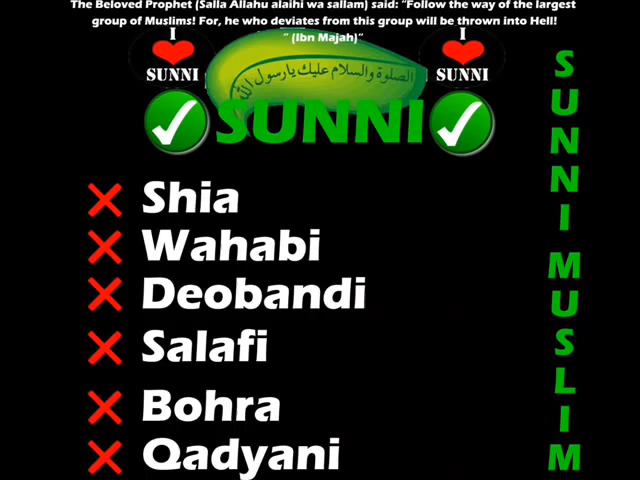 The Beloved Prophet (Salla Allahu alaihi wa sallam) said: "Follow the way of the largest
group of Muslims! For, he who deviates from this group will be thrown into Hell!
" (Ibn Majah)"
I
SUNNI
I
SUNNI
الصلوة والسلام عليك يا رسول الله
SUNNI
Shia
Wahabi
Deobandi
Salafi
Bohra
Qadyani
SUNNI MUSLIM